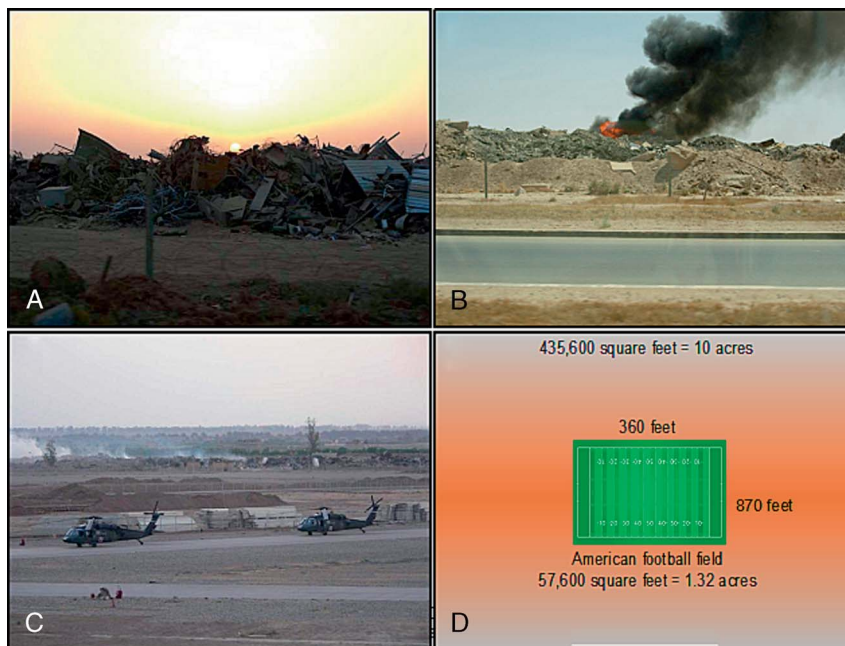 A
B
C
435,600 square feet = 10 acres
360 feet
870 feet
American football field
57,600 square feet = 1.32 acres
D